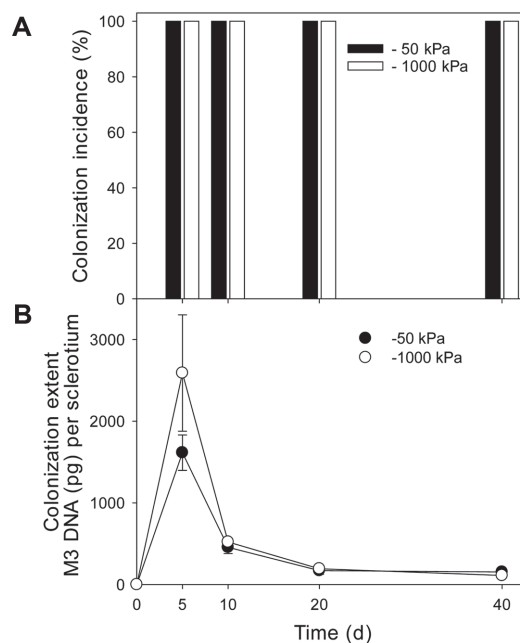 A
Colonization incidence (%)
100
80
60
40
20
0
- 50 kPa
- 1000 kPa
B
Colonization extent
M3 DNA (pg) per sclerotium
3000
2000
1000
0
-50 kPa
-1000 kPa
0 5 10 20 40
Time (d)